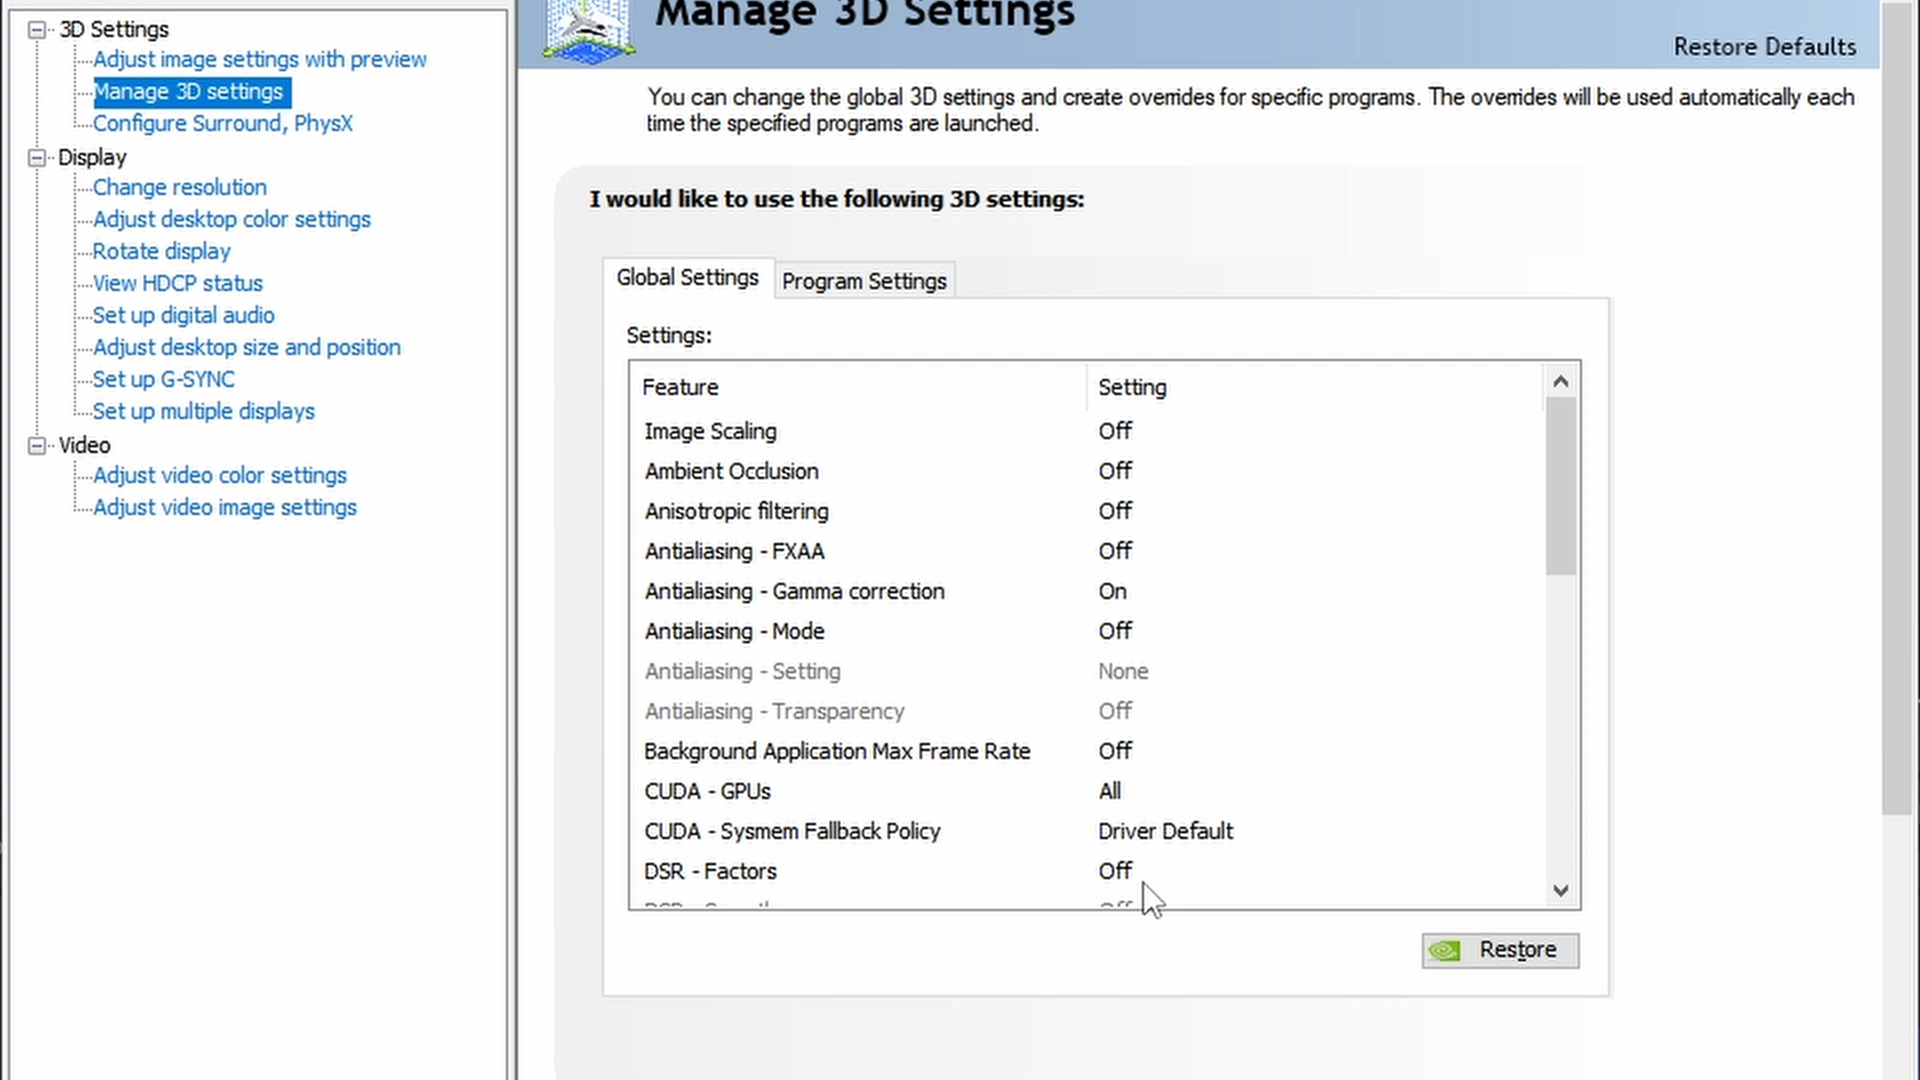 3D Settings
Adjust image settings with preview
Manage 3D settings
Configure Surround, PhysX
Display
Change resolution
Adjust desktop color settings
Rotate display
View HDCP status
Set up digital audio
Adjust desktop size and position
Set up G-SYNC
Set up multiple displays
Video
Adjust video color settings
Adjust video image settings
Manage 3D Settings
Restore Defaults
You can change the global 3D settings and create overrides for specific programs. The overrides will be used automatically each
time the specified programs are launched.
I would like to use the following 3D settings:
Global Settings
Program Settings
Settings:
Feature Setting
Image Scaling Off
Ambient Occlusion Off
Anisotropic filtering Off
Antialiasing - FXAA Off
Antialiasing - Gamma correction On
Antialiasing - Mode Off
Antialiasing - Setting None
Antialiasing - Transparency Off
Background Application Max Frame Rate Off
CUDA - GPUs All
CUDA - Sysmem Fallback Policy Driver Default
DSR - Factors Off
Restore